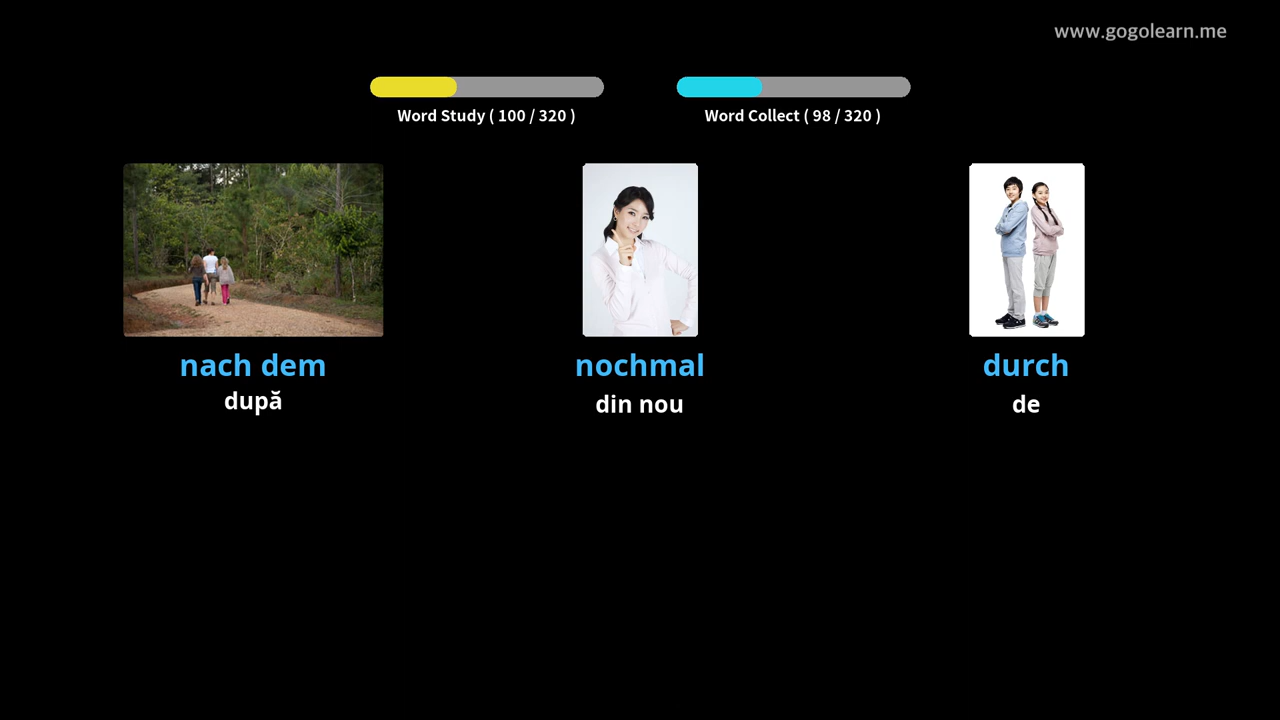 www.gogolearn.me
Word Study ( 100 / 320 )
Word Collect ( 98 / 320 )
nach dem
după
nochmal
din nou
durch
de